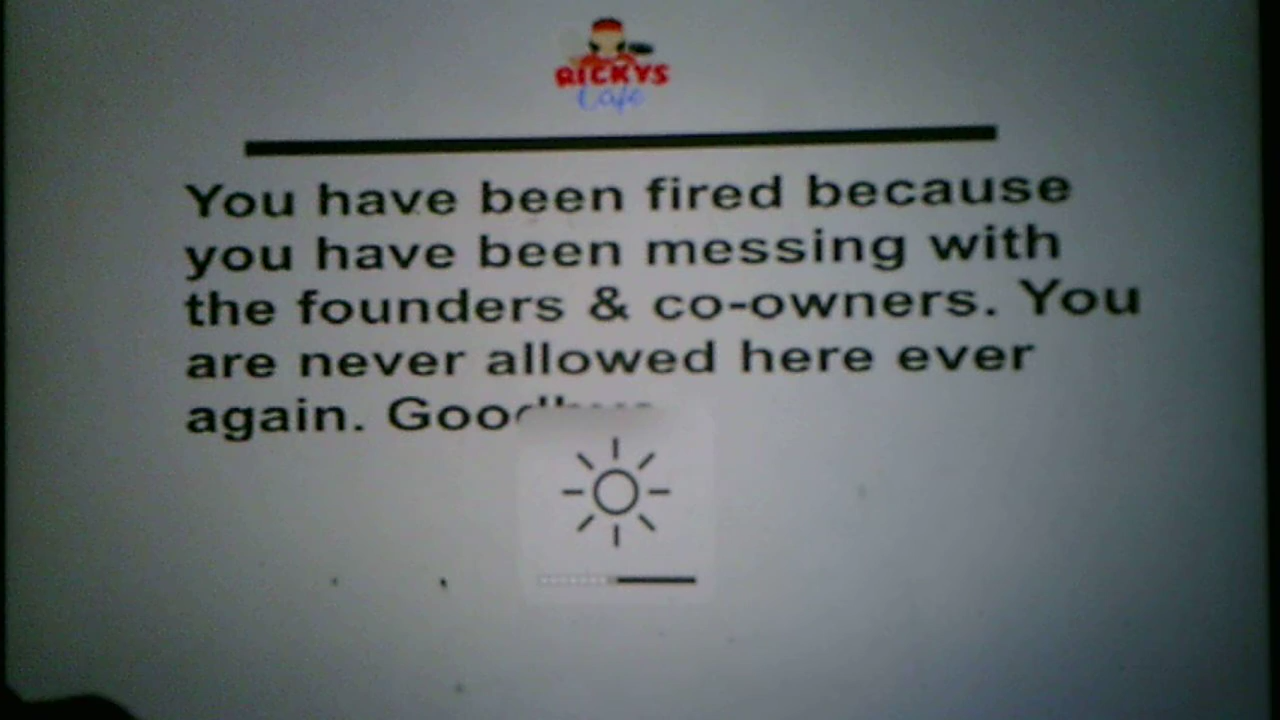 RICKYS
Cafe
You have been fired because
you have been messing with
the founders & co-owners. You
are never allowed here ever
again.